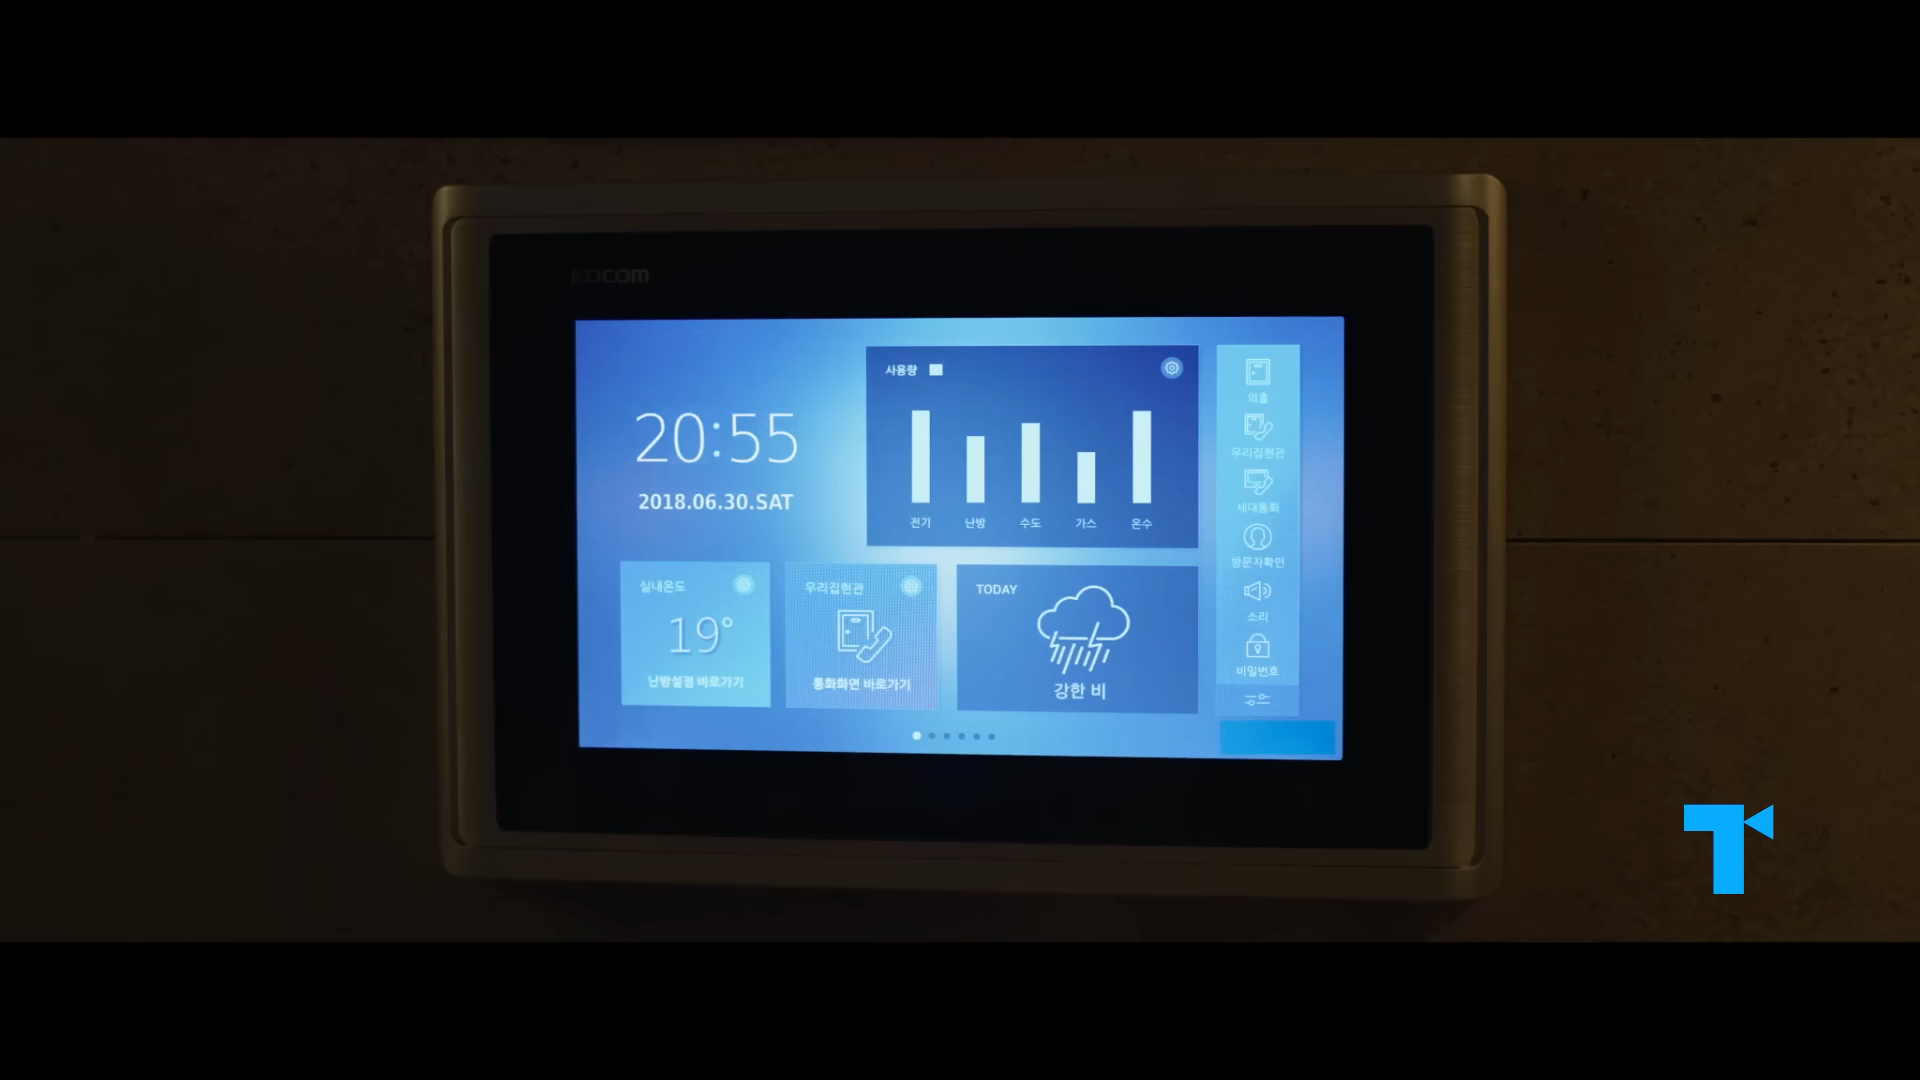 KOCOM
20:55
2018.06.30.SAT
사용량
전기 난방 수도 가스 온수
실내온도
19°
난방설정 바로가기
우리집현관
통화화면 바로가기
TODAY
강한 비
외출
우리집현관
세대통화
방문자확인
소리
비밀번호
T